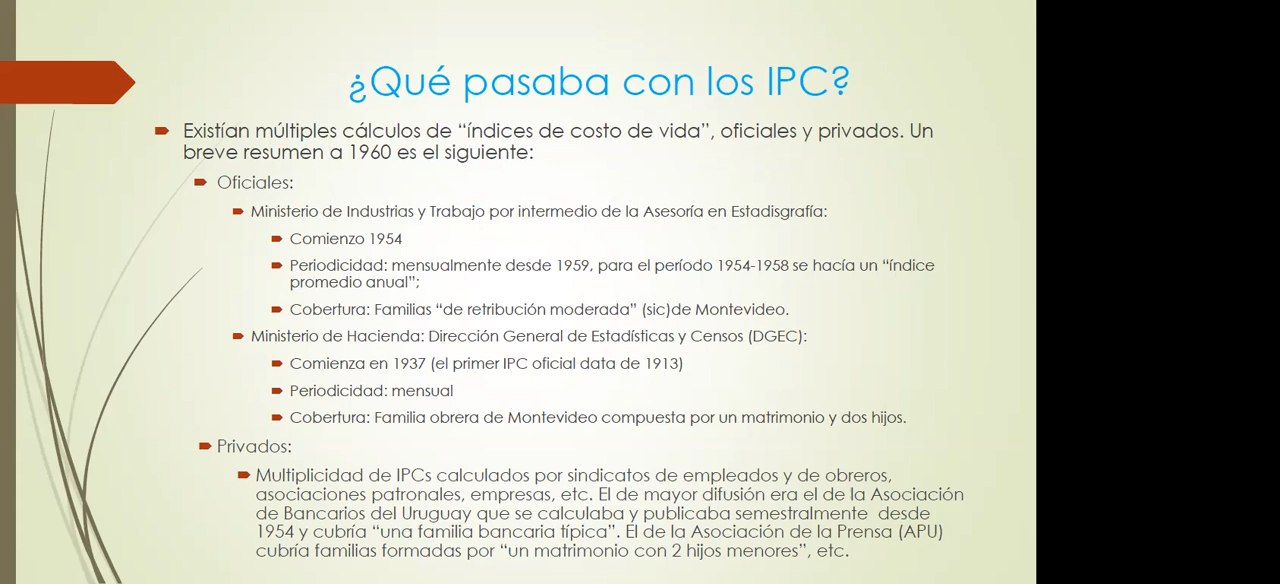 ¿Qué pasaba con los IPC?
Existían múltiples cálculos de “índices de costo de vida”, oficiales y privados. Un
breve resumen a 1960 es el siguiente:
Oficiales:
Ministerio de Industrias y Trabajo por intermedio de la Asesoría en Estadisgrafía:
Comienzo 1954
Periodicidad: mensualmente desde 1959, para el período 1954-1958 se hacía un “índice
promedio anual”;
Cobertura: Familias “de retribución moderada” (sic)de Montevideo.
Ministerio de Hacienda: Dirección General de Estadísticas y Censos (DGEC):
Comienza en 1937 (el primer IPC oficial data de 1913)
Periodicidad: mensual
Cobertura: Familia obrera de Montevideo compuesta por un matrimonio y dos hijos.
Privados:
Multiplicidad de IPCs calculados por sindicatos de empleados y de obreros,
asociaciones patronales, empresas, etc. El de mayor difusión era el de la Asociación
de Bancarios del Uruguay que se calculaba y publicaba semestralmente desde
1954 y cubría “una familia bancaria típica”. El de la Asociación de la Prensa (APU)
cubría familias formadas por “un matrimonio con 2 hijos menores”, etc.